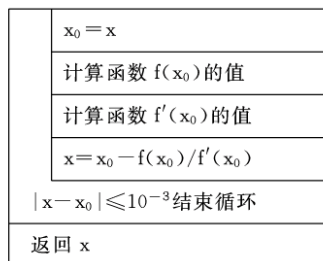 x₀=x
计算函数 f(x₀)的值
计算函数 f′(x₀)的值
x=x₀-f(x₀)/f′(x₀)
|x-x₀|≤10⁻³结束循环
返回 x